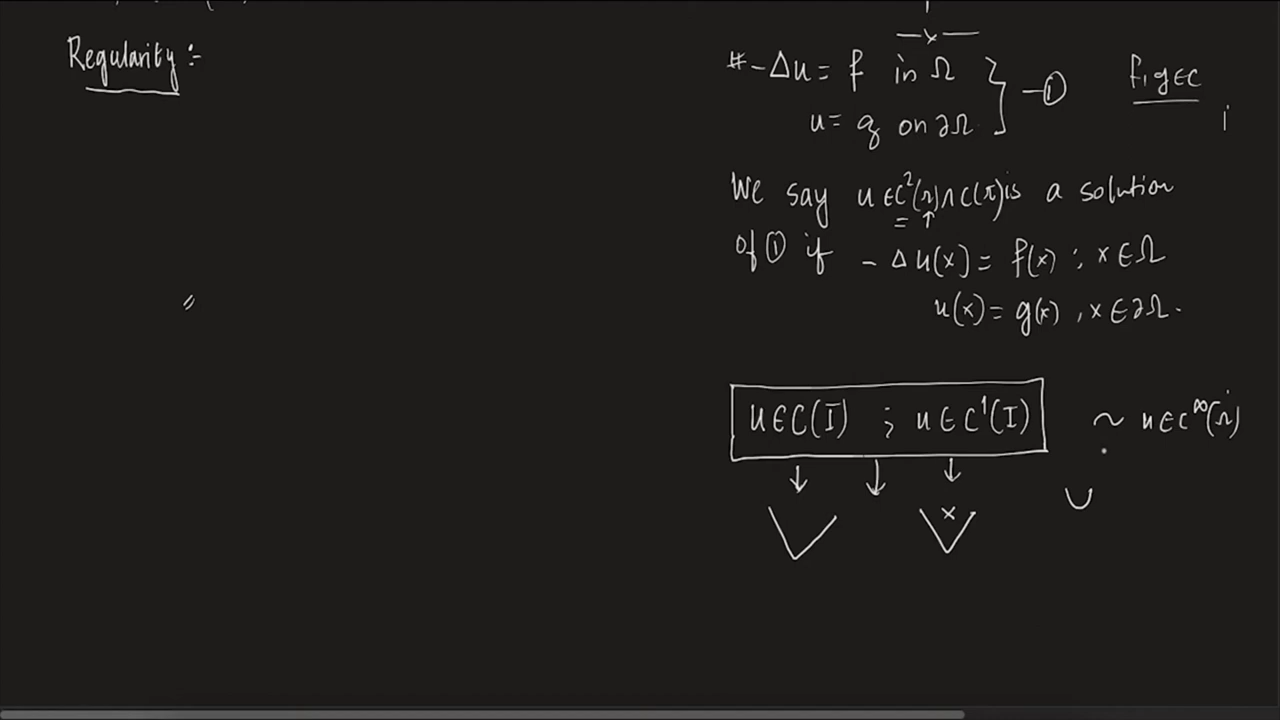 Regularity :-
# -Δu = f in Ω
u = g on ∂Ω } -①
f, g ∈ C
We say u ∈ C²(Ω) ∩ C(Ω̄) is a solution
of ① if -Δu(x) = f(x) ; x ∈ Ω
u(x) = g(x) , x ∈ ∂Ω.
u ∈ C(I) ; u ∈ C¹(I) ~ u ∈ C^∞(Ω)